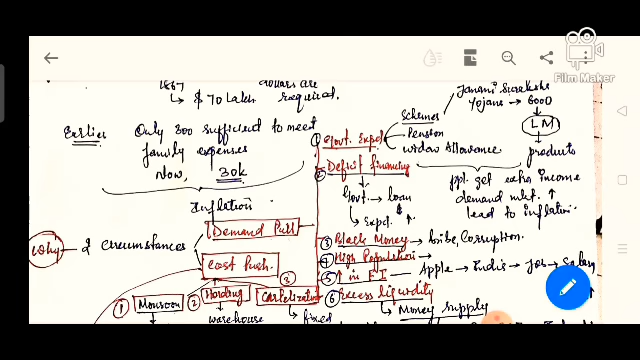 1867
dollars are
↳ $ 70 Lakh required.
Earlier Only 300 sufficient to meet
family expenses
Now, 30k
Inflation
Why 2 circumstances
Demand Pull
Cost Push
① Monsoon ② Hording ③ Cartelization
warehouse
↳ fixed
① Govt. Expd.
Schemes
Pension
widow Allowance
Janani Suraksha
Yojana → 6000
LM
products
② Deficit financing
Govt. → loan
↳ Expd. ↑
ppl. get extra income
demand ↑
lead to inflation
③ Black Money → Bribe, Corruption.
④ High Population →
⑤ ↑ in FI — Apple → India → Job → Salary
↑
⑥ Excess liquidity
↳ Money supply
Film Maker